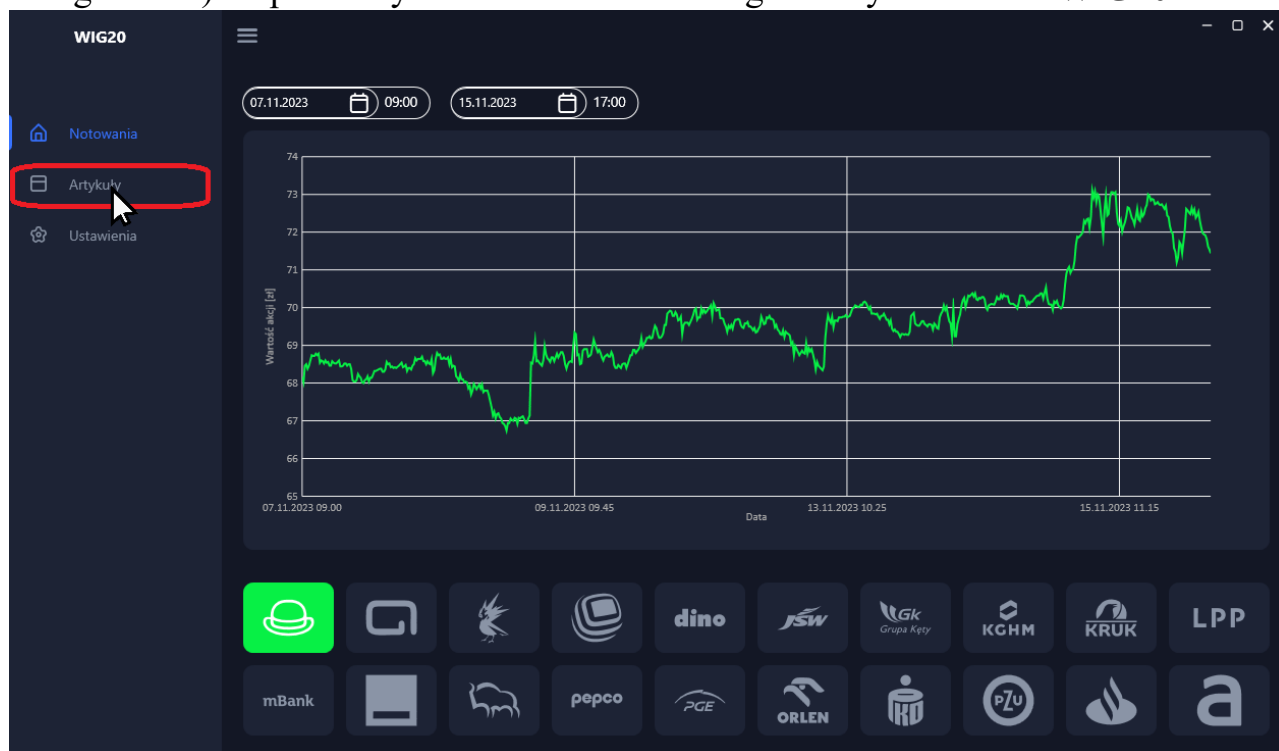 WIG20
07.11.2023 09:00 15.11.2023 17:00
Notowania
Artykuły
Ustawienia
74
73
72
71
70
69
68
67
66
65
Wartość akcji [zł]
07.11.2023 09.00 09.11.2023 09.45 13.11.2023 10.25 15.11.2023 11.15
Data
dino JSW Gk Grupa Kęty KGHM KRUK LPP
mBank pepco PGE ORLEN PKO PZU a